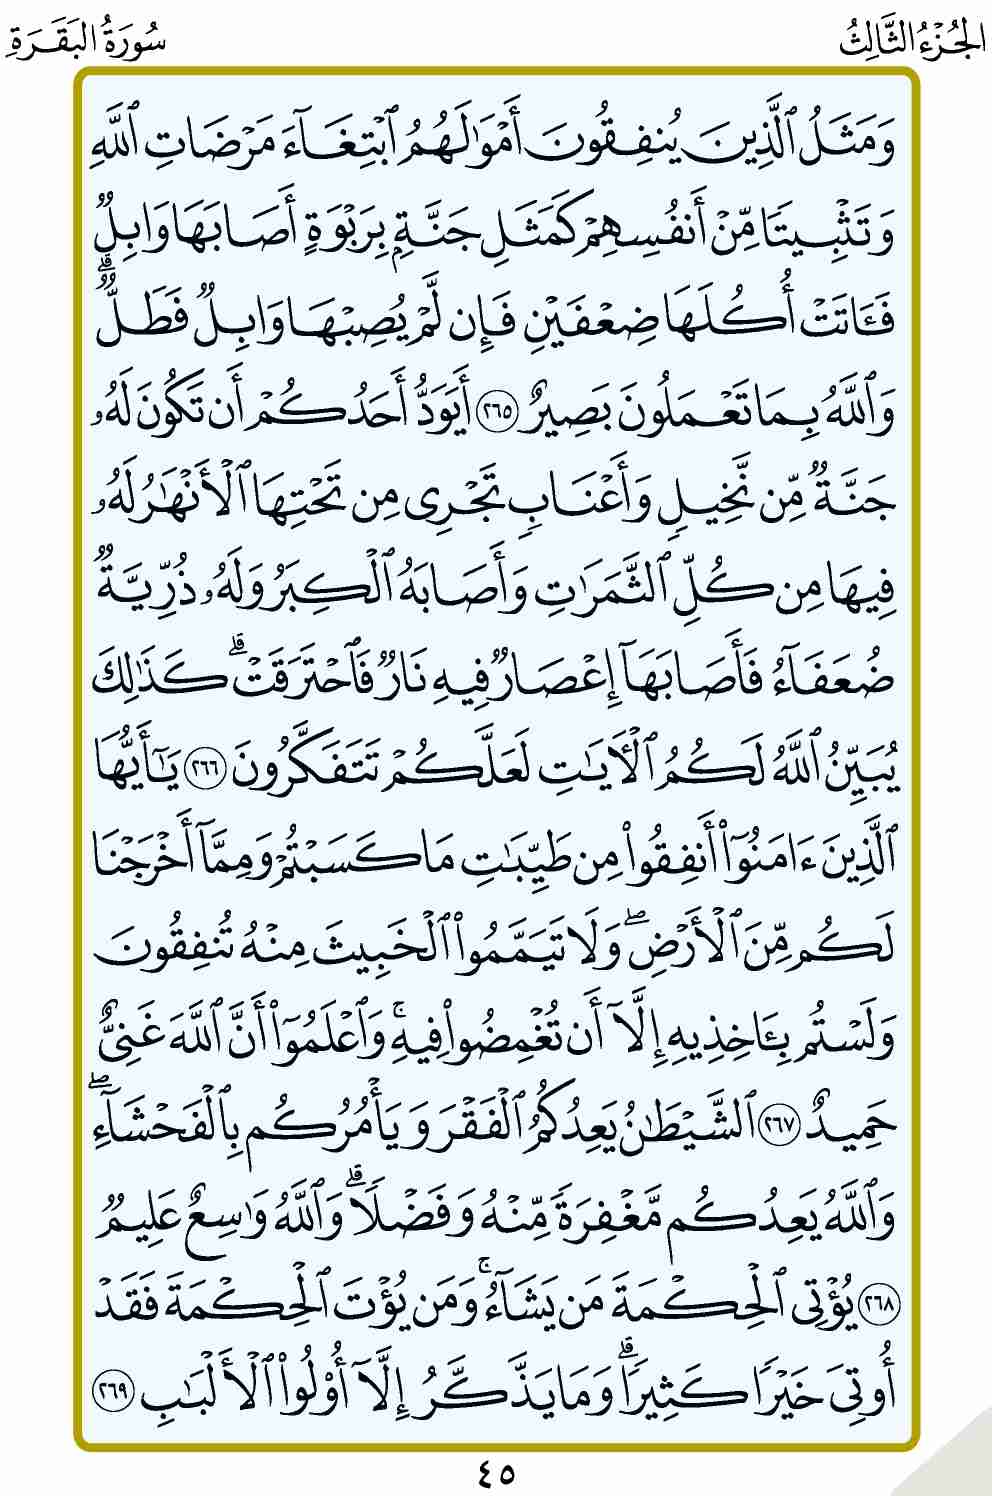 الجُزْءُ الثَّالِثُ
سُورَةُ البَقَرَةِ
وَمَثَلُ ٱلَّذِينَ يُنفِقُونَ أَمْوَٰلَهُمُ ٱبْتِغَآءَ مَرْضَاتِ ٱللَّهِ
وَتَثْبِيتًا مِّنْ أَنفُسِهِمْ كَمَثَلِ جَنَّةِۭ بِرَبْوَةٍ أَصَابَهَا وَابِلٌ
فَـَٔاتَتْ أُكُلَهَا ضِعْفَيْنِ فَإِن لَّمْ يُصِبْهَا وَابِلٌ فَطَلٌّۗ
وَٱللَّهُ بِمَا تَعْمَلُونَ بَصِيرٌ ٢٦٥ أَيَوَدُّ أَحَدُكُمْ أَن تَكُونَ لَهُۥ
جَنَّةٌ مِّن نَّخِيلٍ وَأَعْنَابٍ تَجْرِى مِن تَحْتِهَا ٱلْأَنْهَٰرُ لَهُۥ
فِيهَا مِن كُلِّ ٱلثَّمَرَٰتِ وَأَصَابَهُ ٱلْكِبَرُ وَلَهُۥ ذُرِّيَّةٌ
ضُعَفَآءُ فَأَصَابَهَآ إِعْصَارٌ فِيهِ نَارٌ فَٱحْتَرَقَتْۗ كَذَٰلِكَ
يُبَيِّنُ ٱللَّهُ لَكُمُ ٱلْـَٔايَٰتِ لَعَلَّكُمْ تَتَفَكَّرُونَ ٢٦٦ يَٰٓأَيُّهَا
ٱلَّذِينَ ءَامَنُوٓا۟ أَنفِقُوا۟ مِن طَيِّبَٰتِ مَا كَسَبْتُمْ وَمِمَّآ أَخْرَجْنَا
لَكُم مِّنَ ٱلْأَرْضِۖ وَلَا تَيَمَّمُوا۟ ٱلْخَبِيثَ مِنْهُ تُنفِقُونَ
وَلَسْتُم بِـَٔاخِذِيهِ إِلَّآ أَن تُغْمِضُوا۟ فِيهِۚ وَٱعْلَمُوٓا۟ أَنَّ ٱللَّهَ غَنِىٌّ
حَمِيدٌ ٢٦٧ ٱلشَّيْطَٰنُ يَعِدُكُمُ ٱلْفَقْرَ وَيَأْمُرُكُم بِٱلْفَحْشَآءِۖ
وَٱللَّهُ يَعِدُكُم مَّغْفِرَةً مِّنْهُ وَفَضْلًاۗ وَٱللَّهُ وَٰسِعٌ عَلِيمٌ
٢٦٨ يُؤْتِى ٱلْحِكْمَةَ مَن يَشَآءُۚ وَمَن يُؤْتَ ٱلْحِكْمَةَ فَقَدْ
أُوتِىَ خَيْرًا كَثِيرًاۗ وَمَا يَذَّكَّرُ إِلَّآ أُو۟لُوا۟ ٱلْأَلْبَٰبِ ٢٦٩
٤٥